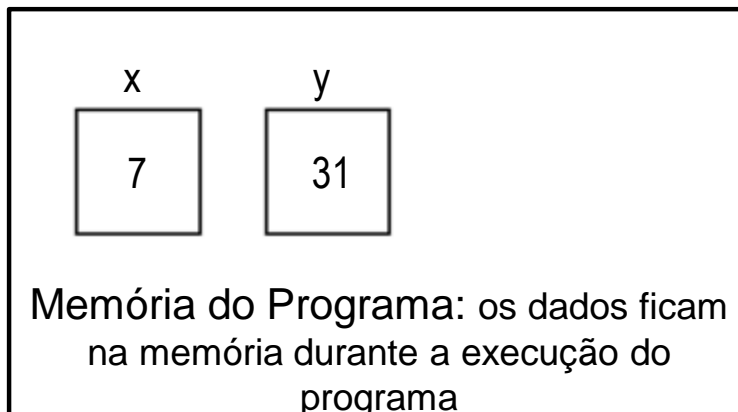 x y
7 31
Memória do Programa: os dados ficam
na memória durante a execução do
programa